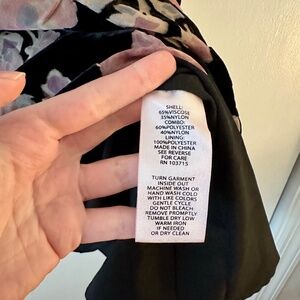 SHELL:
65%VISCOSE
35%NYLON
COMBO:
60%POLYESTER
40%NYLON
LINING:
100%POLYESTER
MADE IN CHINA
SEE REVERSE
FOR CARE
RN 103715
TURN GARMENT
INSIDE OUT
MACHINE WASH OR
HAND WASH COLD
WITH LIKE COLORS
GENTLE CYCLE
DO NOT BLEACH
REMOVE PROMPTLY
TUMBLE DRY LOW
WARM IRON
IF NEEDED
OR DRY CLEAN